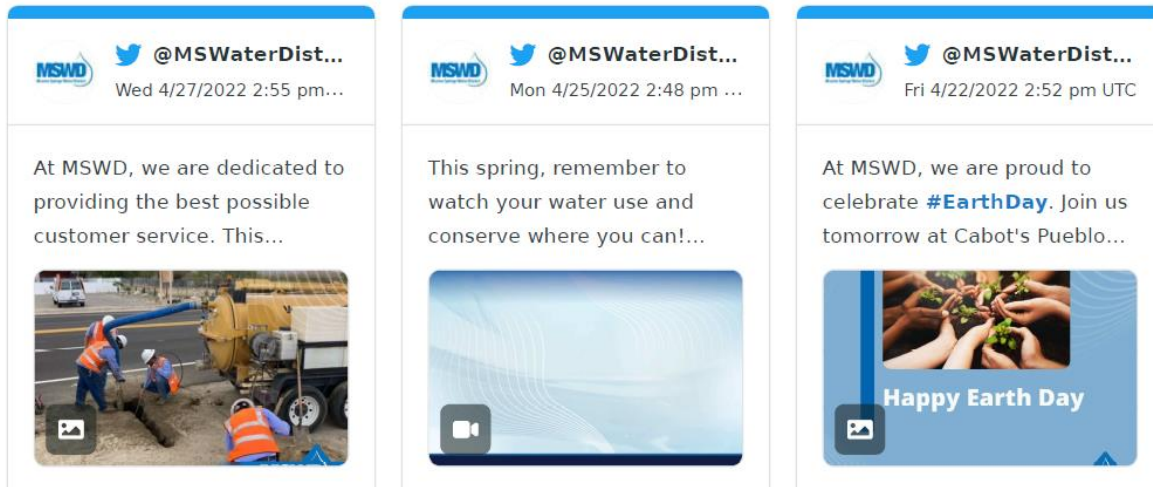 MSWD
@MSWaterDist...
Wed 4/27/2022 2:55 pm...
At MSWD, we are dedicated to
providing the best possible
customer service. This...
MSWD
@MSWaterDist...
Mon 4/25/2022 2:48 pm ...
This spring, remember to
watch your water use and
conserve where you can!...
MSWD
@MSWaterDist...
Fri 4/22/2022 2:52 pm UTC
At MSWD, we are proud to
celebrate #EarthDay. Join us
tomorrow at Cabot's Pueblo...
Happy Earth Day